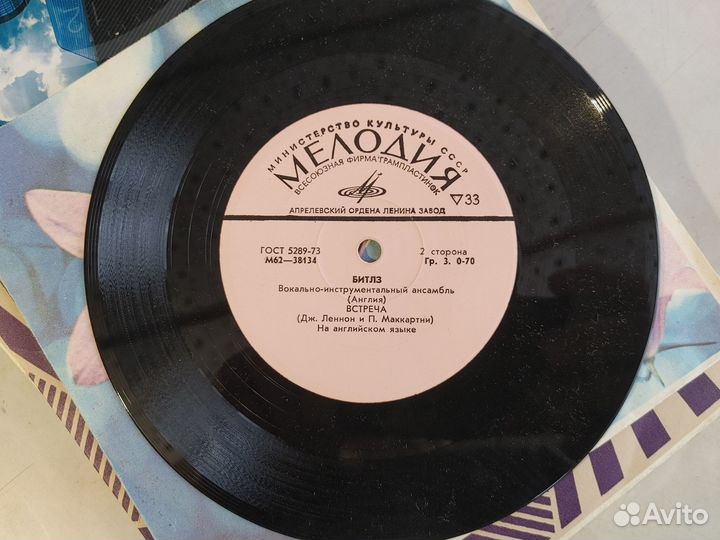 МИНИСТЕРСТВО КУЛЬТУРЫ СССР
МЕЛОДИЯ
ВСЕСОЮЗНАЯ ФИРМА ГРАМПЛАСТИНОК
▽33
АПРЕЛЕВСКИЙ ОРДЕНА ЛЕНИНА ЗАВОД
ГОСТ 5289-73 2 сторона
М62—38134 Гр. 3. 0-70
БИТЛЗ
Вокально-инструментальный ансамбль
(Англия)
ВСТРЕЧА
(Дж. Леннон и П. Маккартни)
На английском языке
Avito